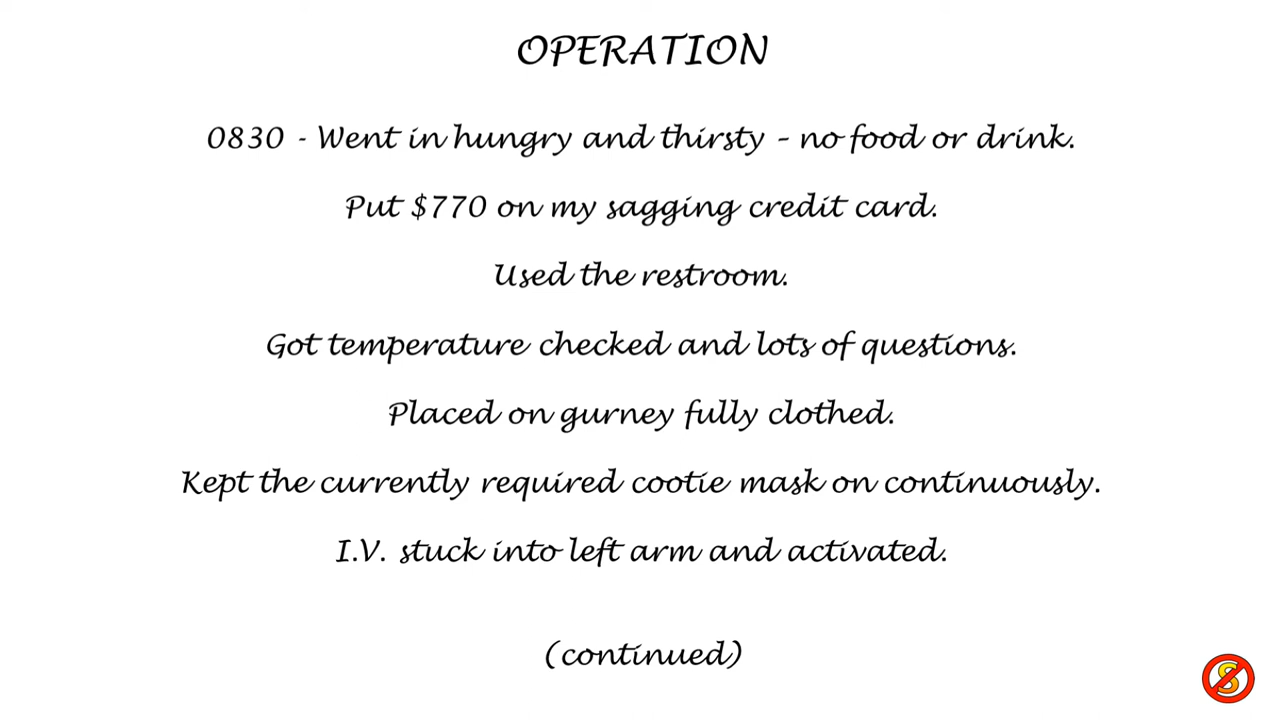 OPERATION
0830 - Went in hungry and thirsty – no food or drink.
Put $770 on my sagging credit card.
Used the restroom.
Got temperature checked and lots of questions.
Placed on gurney fully clothed.
Kept the currently required cootie mask on continuously.
I.V. stuck into left arm and activated.
(continued)
S